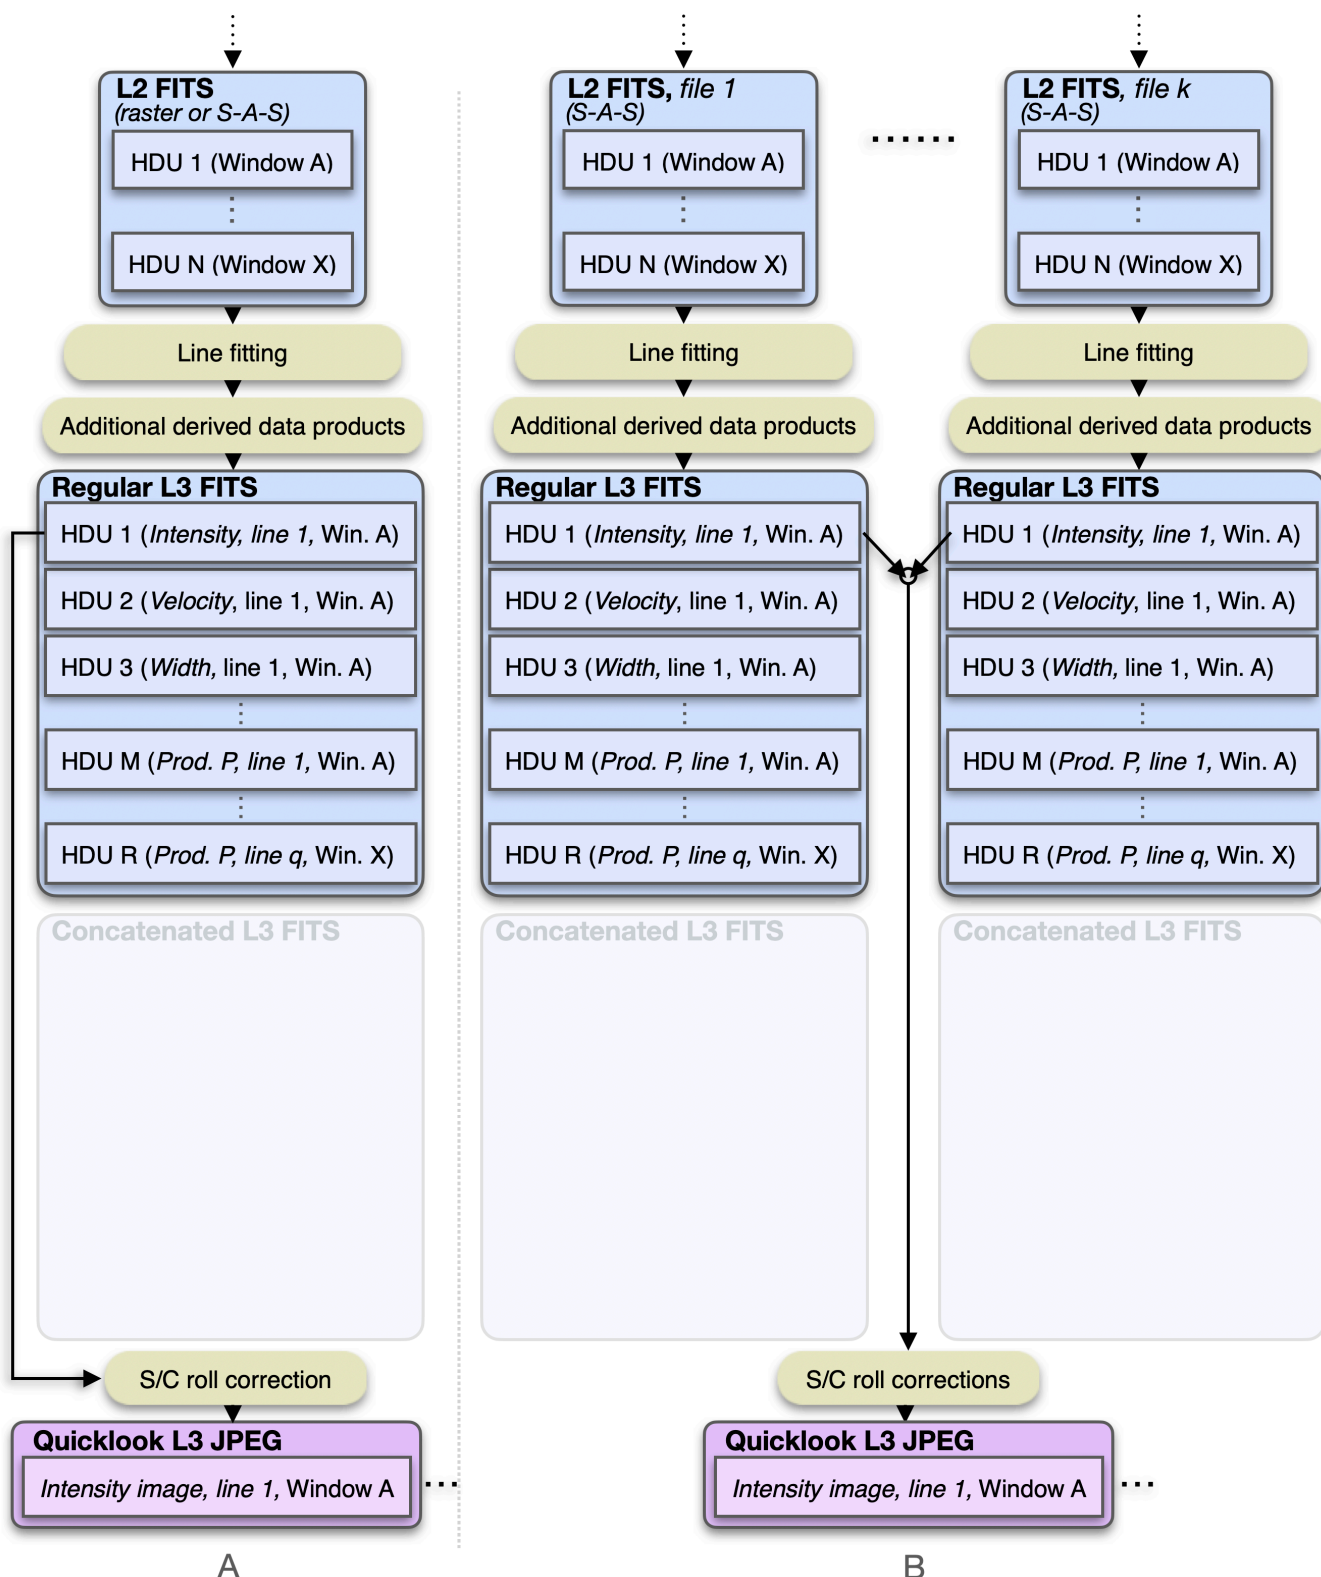 L2 FITS
(raster or S-A-S)
HDU 1 (Window A)
HDU N (Window X)
Line fitting
Additional derived data products
Regular L3 FITS
HDU 1 (Intensity, line 1, Win. A)
HDU 2 (Velocity, line 1, Win. A)
HDU 3 (Width, line 1, Win. A)
HDU M (Prod. P, line 1, Win. A)
HDU R (Prod. P, line q, Win. X)
Concatenated L3 FITS
S/C roll correction
Quicklook L3 JPEG
Intensity image, line 1, Window A
A
L2 FITS, file 1
(S-A-S)
HDU 1 (Window A)
HDU N (Window X)
Line fitting
Additional derived data products
Regular L3 FITS
HDU 1 (Intensity, line 1, Win. A)
HDU 2 (Velocity, line 1, Win. A)
HDU 3 (Width, line 1, Win. A)
HDU M (Prod. P, line 1, Win. A)
HDU R (Prod. P, line q, Win. X)
Concatenated L3 FITS
L2 FITS, file k
(S-A-S)
HDU 1 (Window A)
HDU N (Window X)
Line fitting
Additional derived data products
Regular L3 FITS
HDU 1 (Intensity, line 1, Win. A)
HDU 2 (Velocity, line 1, Win. A)
HDU 3 (Width, line 1, Win. A)
HDU M (Prod. P, line 1, Win. A)
HDU R (Prod. P, line q, Win. X)
Concatenated L3 FITS
S/C roll corrections
Quicklook L3 JPEG
Intensity image, line 1, Window A
B